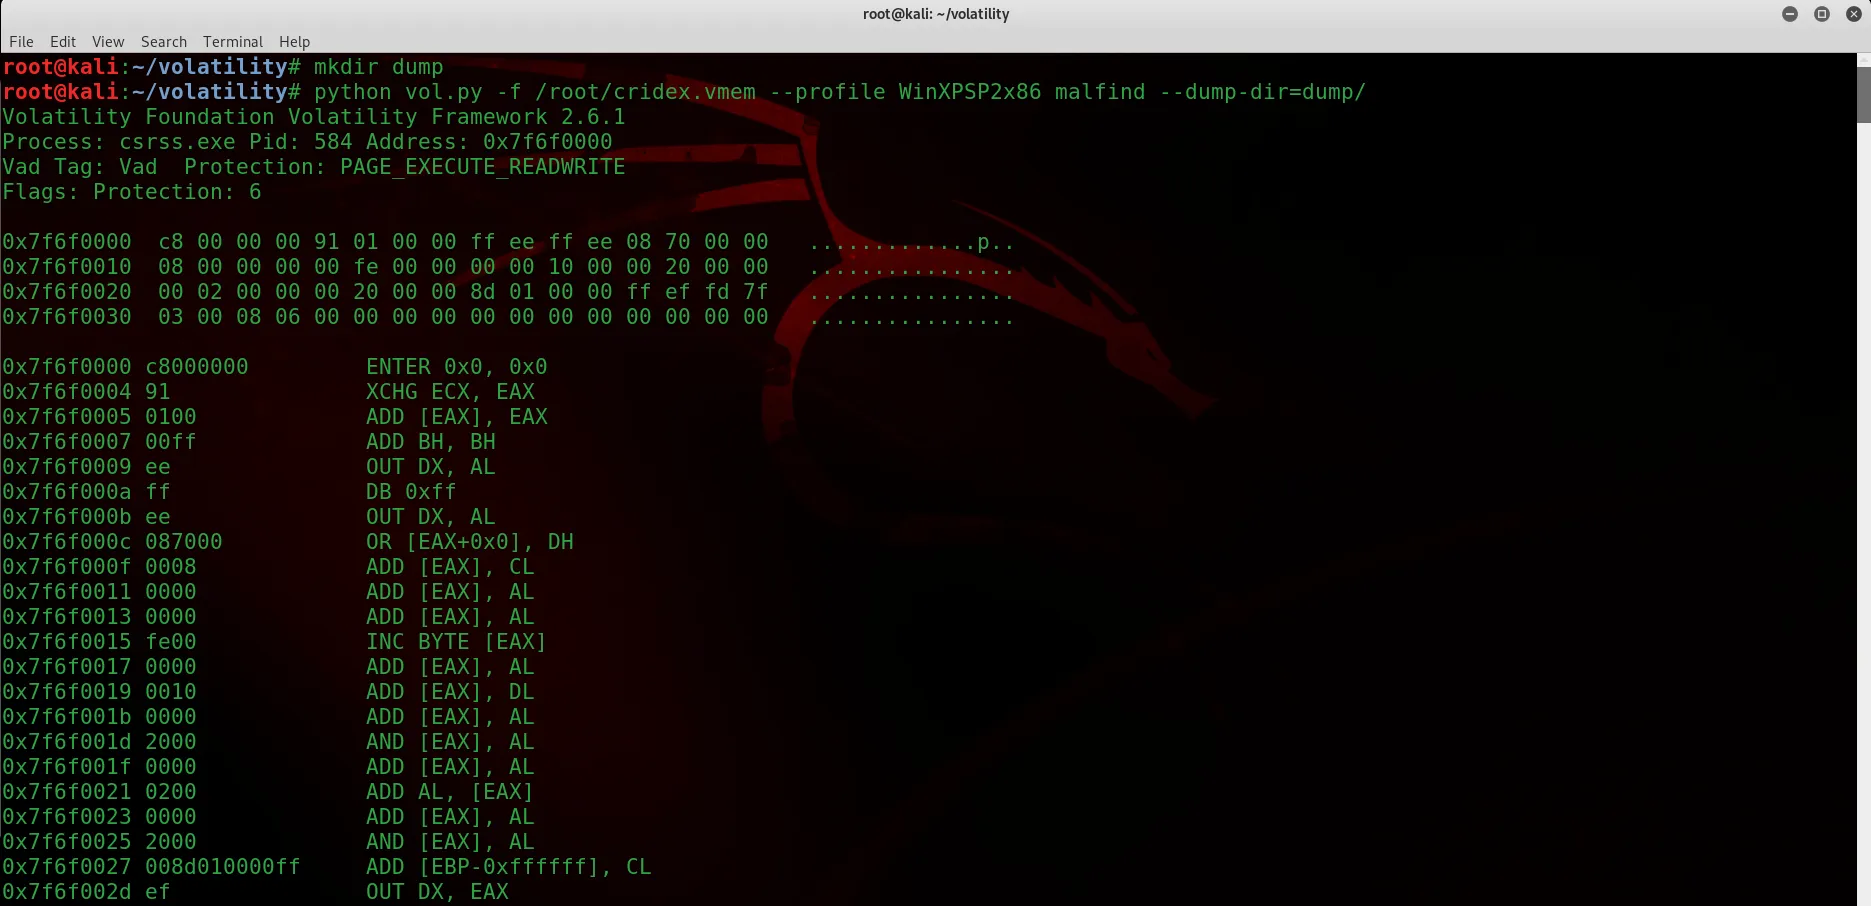 root@kali: ~/volatility
File Edit View Search Terminal Help
root@kali:~/volatility# mkdir dump
root@kali:~/volatility# python vol.py -f /root/cridex.vmem --profile WinXPSP2x86 malfind --dump-dir=dump/
Volatility Foundation Volatility Framework 2.6.1
Process: csrss.exe Pid: 584 Address: 0x7f6f0000
Vad Tag: Vad  Protection: PAGE_EXECUTE_READWRITE
Flags: Protection: 6
0x7f6f0000  c8 00 00 00 91 01 00 00 ff ee ff ee 08 70 00 00   .............p..
0x7f6f0010  08 00 00 00 00 fe 00 00 00 00 10 00 00 20 00 00   ................
0x7f6f0020  00 02 00 00 00 20 00 00 8d 01 00 00 ff ef fd 7f   ................
0x7f6f0030  03 00 08 06 00 00 00 00 00 00 00 00 00 00 00 00   ................
0x7f6f0000 c8000000         ENTER 0x0, 0x0
0x7f6f0004 91               XCHG ECX, EAX
0x7f6f0005 0100             ADD [EAX], EAX
0x7f6f0007 00ff             ADD BH, BH
0x7f6f0009 ee               OUT DX, AL
0x7f6f000a ff               DB 0xff
0x7f6f000b ee               OUT DX, AL
0x7f6f000c 087000           OR [EAX+0x0], DH
0x7f6f000f 0008             ADD [EAX], CL
0x7f6f0011 0000             ADD [EAX], AL
0x7f6f0013 0000             ADD [EAX], AL
0x7f6f0015 fe00             INC BYTE [EAX]
0x7f6f0017 0000             ADD [EAX], AL
0x7f6f0019 0010             ADD [EAX], DL
0x7f6f001b 0000             ADD [EAX], AL
0x7f6f001d 2000             AND [EAX], AL
0x7f6f001f 0000             ADD [EAX], AL
0x7f6f0021 0200             ADD AL, [EAX]
0x7f6f0023 0000             ADD [EAX], AL
0x7f6f0025 2000             AND [EAX], AL
0x7f6f0027 008d010000ff     ADD [EBP-0xffffff], CL
0x7f6f002d ef               OUT DX, EAX